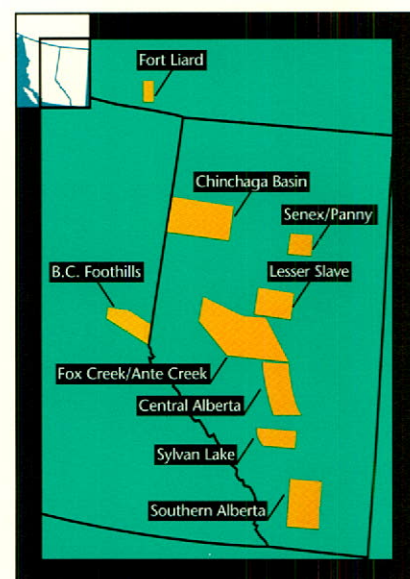 Fort Liard
Chinchaga Basin
Senex/Panny
B.C. Foothills
Lesser Slave
Fox Creek/Ante Creek
Central Alberta
Sylvan Lake
Southern Alberta